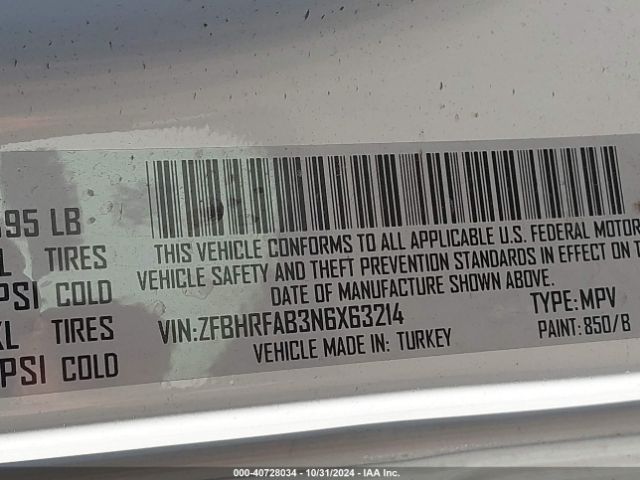 95 LB
TIRES
PSI COLD
XL TIRES
PSI COLD
THIS VEHICLE CONFORMS TO ALL APPLICABLE U.S. FEDERAL MOTOR
VEHICLE SAFETY AND THEFT PREVENTION STANDARDS IN EFFECT ON
DATE OF MANUFACTURE SHOWN ABOVE.
VIN:ZFBHRFAB3N6X63214
TYPE:MPV
VEHICLE MADE IN: TURKEY
PAINT: 850/B
000-40728034 - 10/31/2024 - IAA Inc.